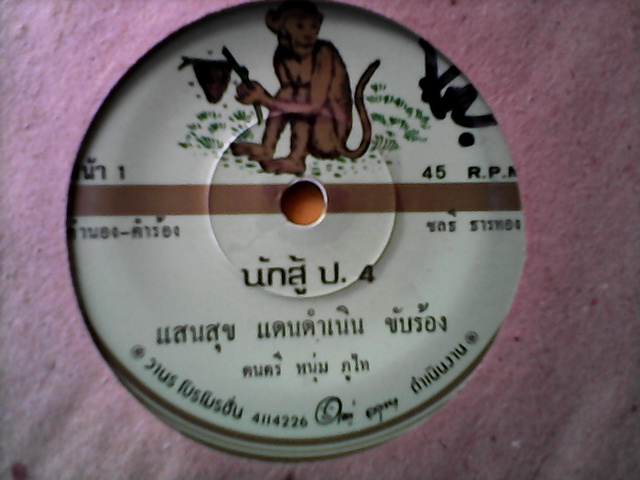 หน้า 1
45 R.P.M
ทำนอง-คำร้อง
ชลธี ธารทอง
นักสู้ ป. 4
แสนสุข แดนดำเนิน ขับร้อง
ดนตรี หนุ่ม ภูไท
วานร โปรโมชั่น 4114226 ดำเนินงาน